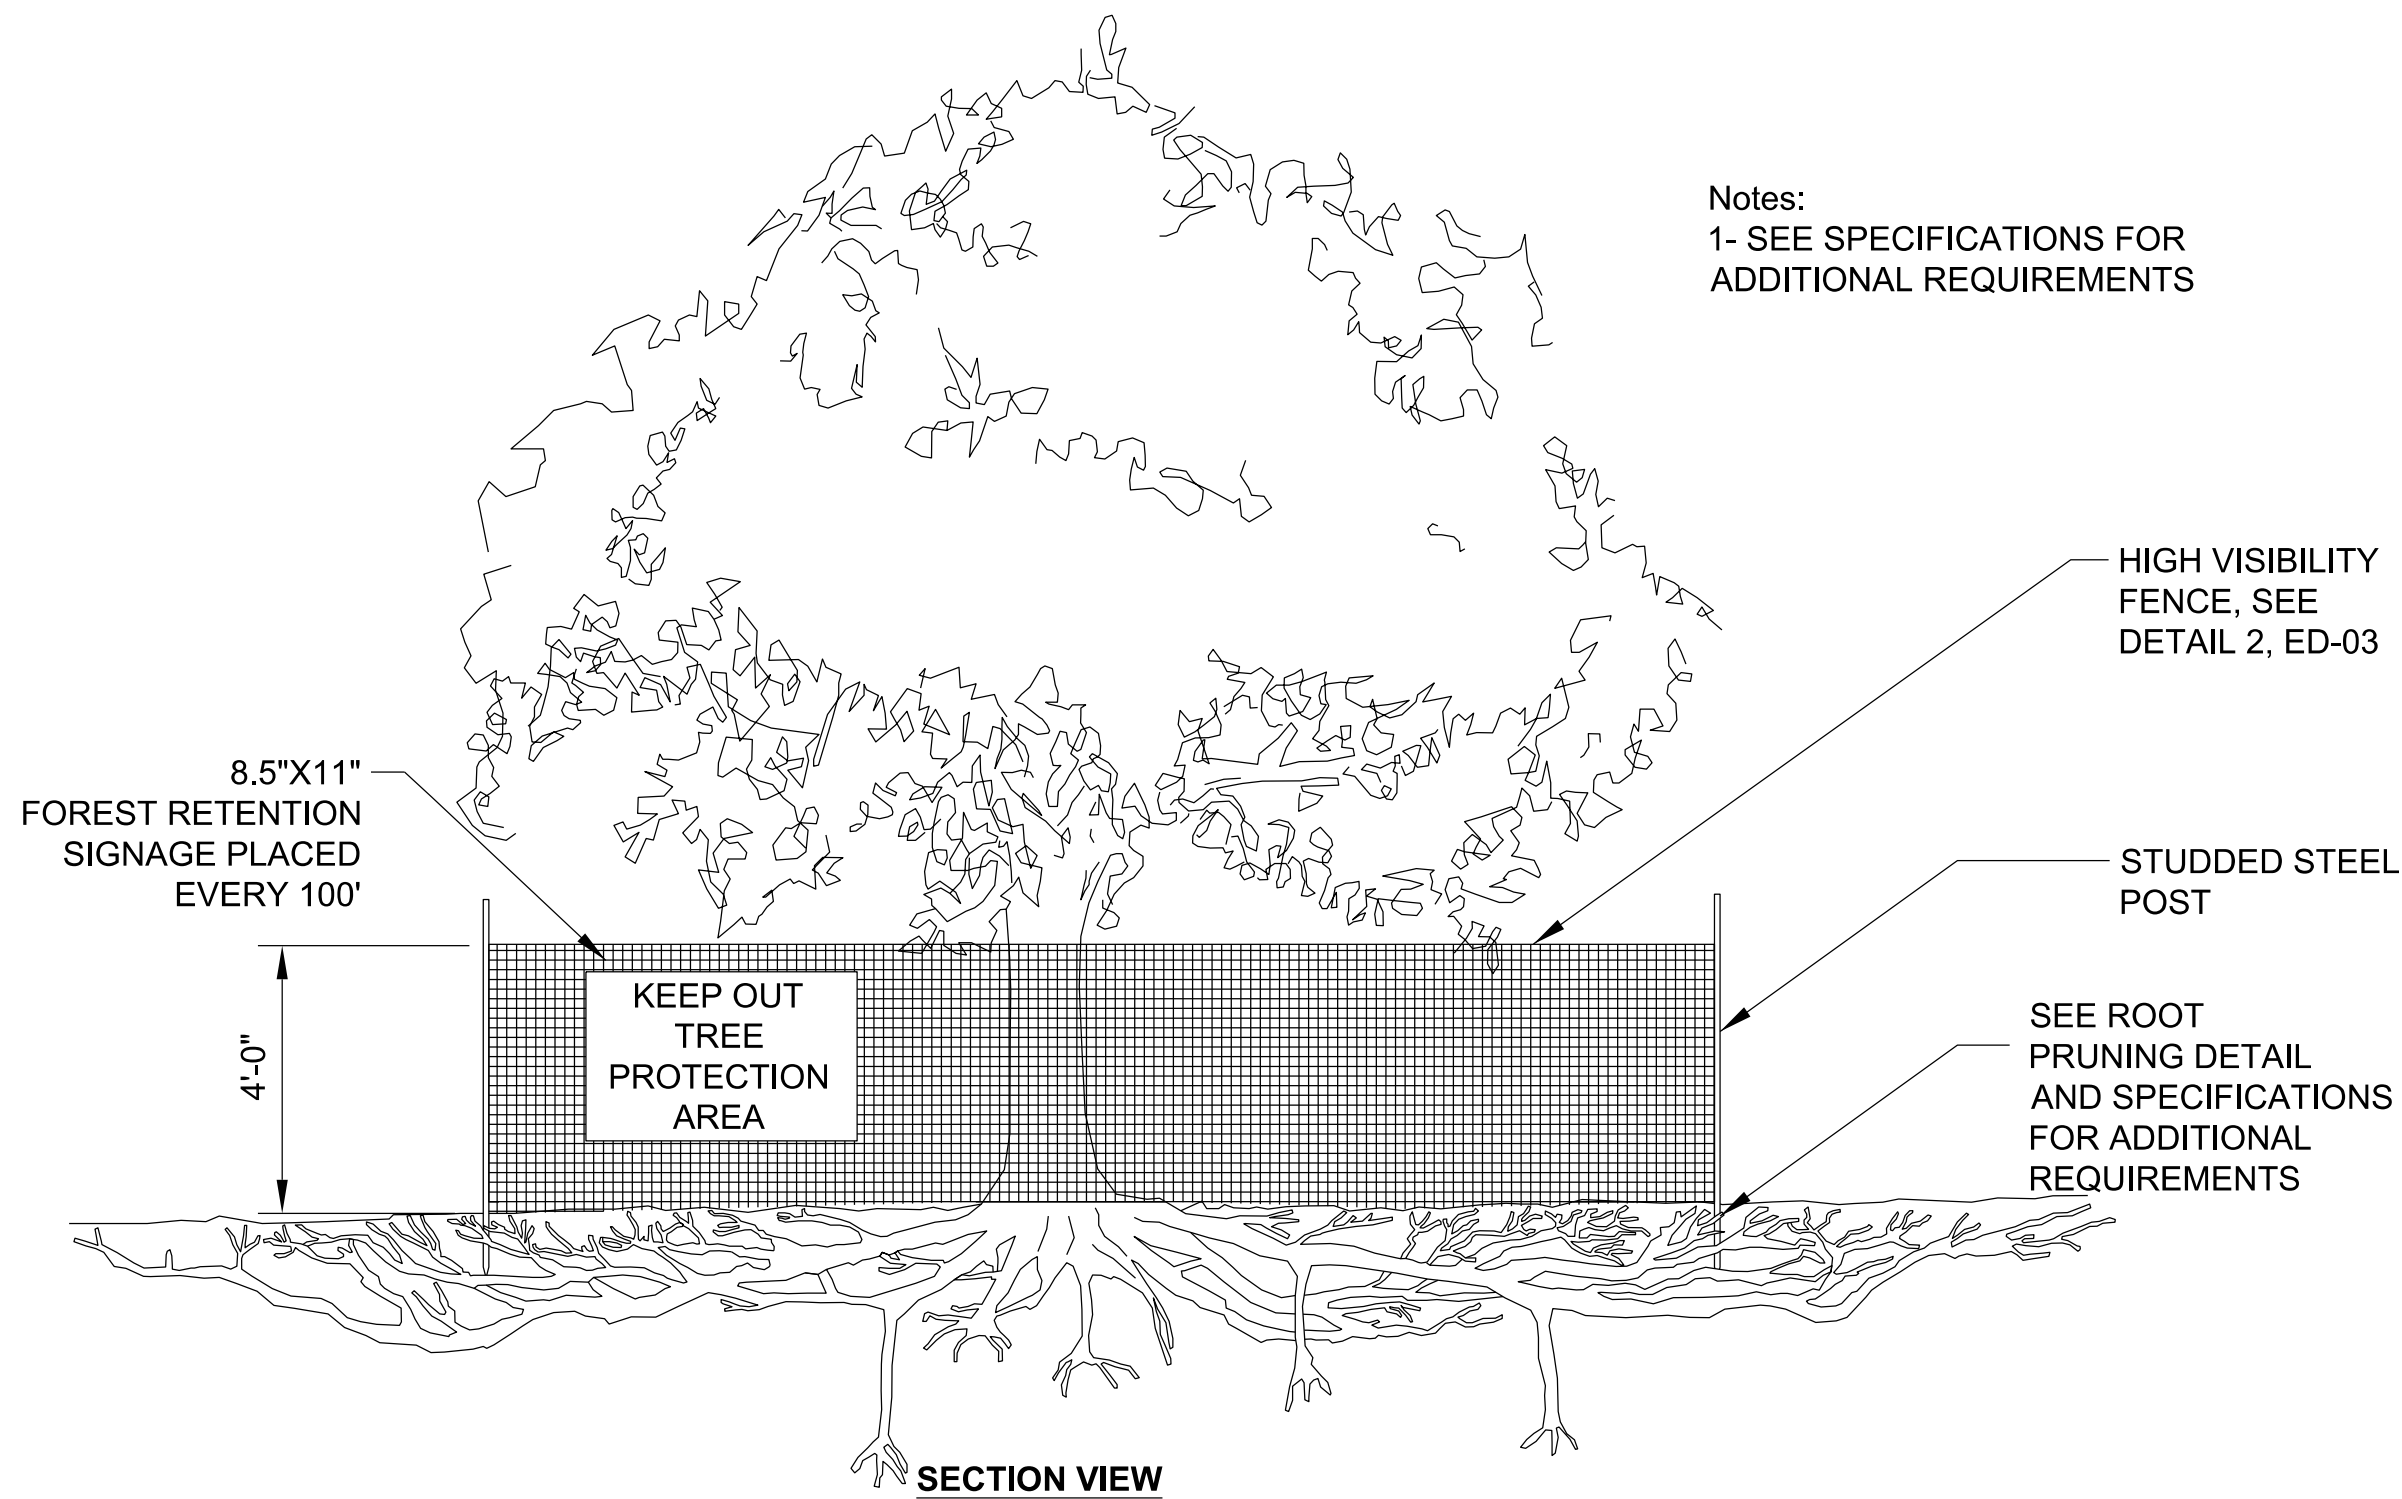 Notes:
1- SEE SPECIFICATIONS FOR
ADDITIONAL REQUIREMENTS
HIGH VISIBILITY
FENCE, SEE
DETAIL 2, ED-03
8.5"X11"
FOREST RETENTION
SIGNAGE PLACED
EVERY 100'
STUDDED STEEL
POST
KEEP OUT
TREE
PROTECTION
AREA
4'-0"
SEE ROOT
PRUNING DETAIL
AND SPECIFICATIONS
FOR ADDITIONAL
REQUIREMENTS
SECTION VIEW